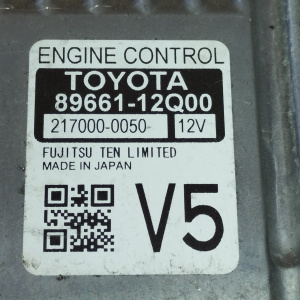 ENGINE CONTROL
TOYOTA
89661-12Q00
217000-0050 12V
FUJITSU TEN LIMITED
MADE IN JAPAN
V5